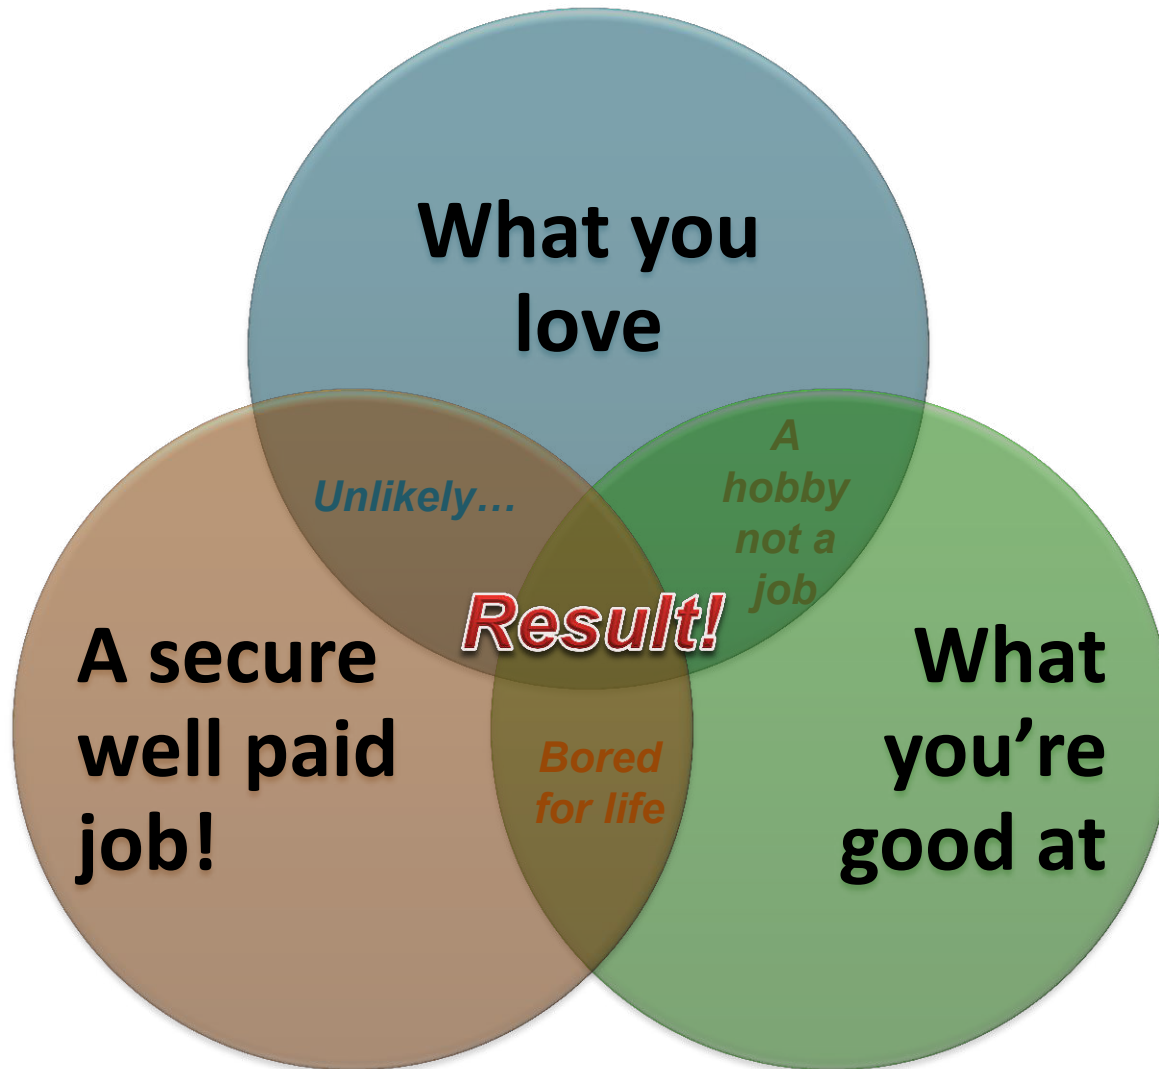 What you
love
Unlikely…
A
hobby
not a
job
Result!
A secure
well paid
job!
Bored
for life
What
you’re
good at